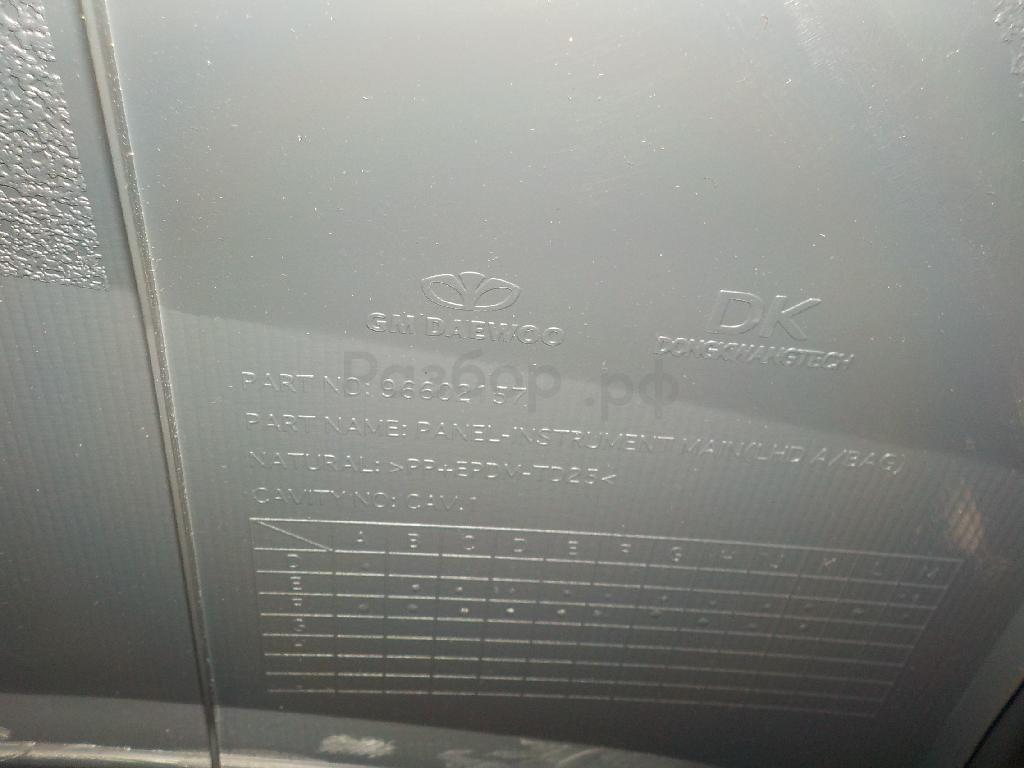 GM DAEWOO
DK
DONGKWANGTECH
Разбор.рф
PART NO: 96602157
PART NAME: PANEL-INSTRUMENT MAIN(LHD A/BAG)
NATURAL: >PP+EPDM-TD25<
CAVITY NO: CAV.1
A B C D E F G H J K L M